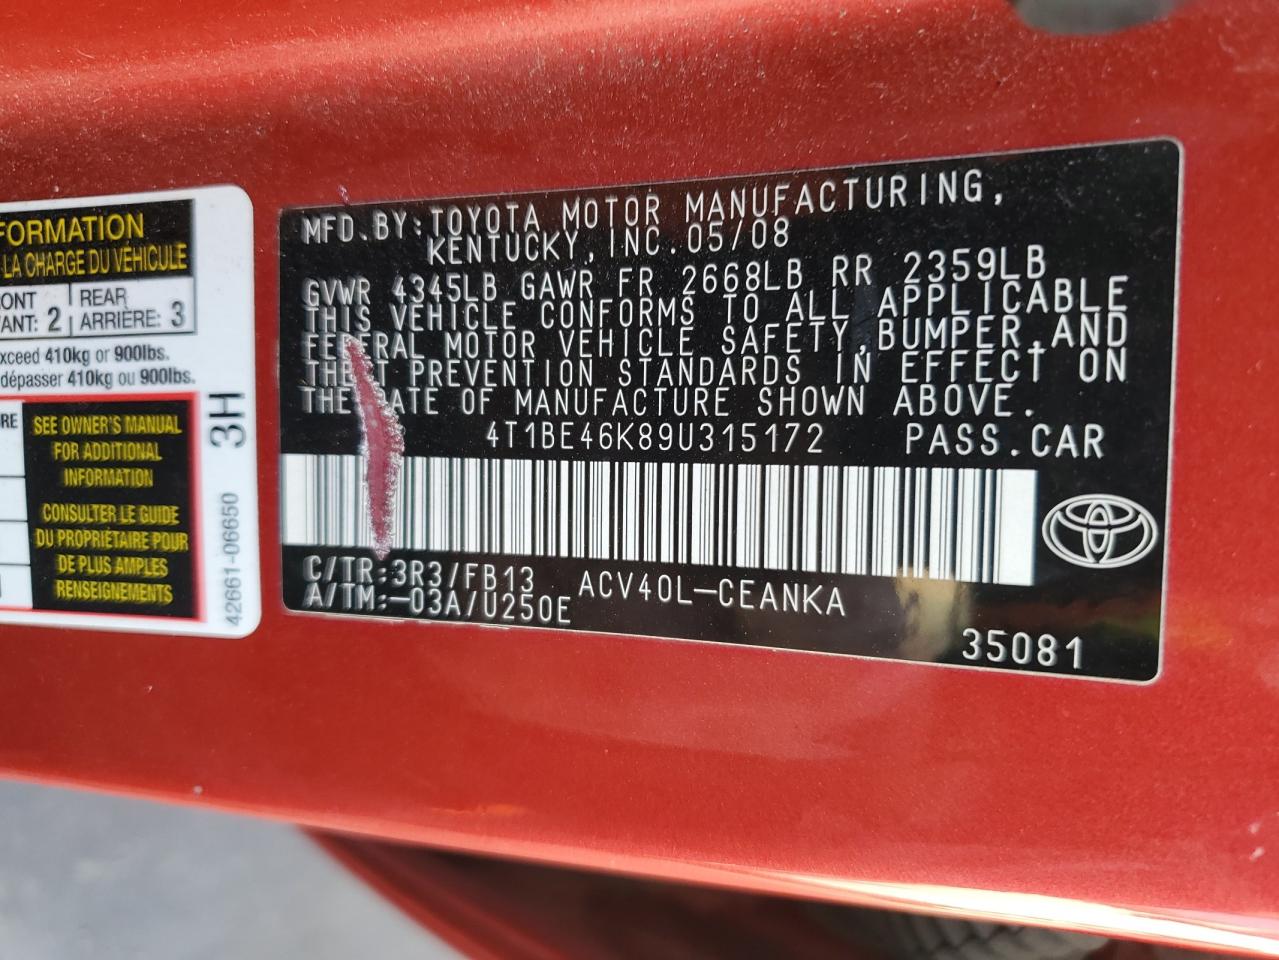 FORMATION
LA CHARGE DU VÉHICULE
ONT REAR
ANT: 2 ARRIÈRE: 3
xceed 410kg or 900lbs.
dépasser 410kg ou 900lbs.
RE
SEE OWNER'S MANUAL
FOR ADDITIONAL
INFORMATION
CONSULTER LE GUIDE
DU PROPRIÉTAIRE POUR
DE PLUS AMPLES
RENSEIGNEMENTS
3H
42661-06650
MFD. BY: TOYOTA MOTOR MANUFACTURING,
KENTUCKY, INC. 05/08
GVWR 4345LB GAWR FR 2668LB RR 2359LB
THIS VEHICLE CONFORMS TO ALL APPLICABLE
FEDERAL MOTOR VEHICLE SAFETY, BUMPER, AND
THEFT PREVENTION STANDARDS IN EFFECT ON
THE DATE OF MANUFACTURE SHOWN ABOVE.
4T1BE46K89U315172 PASS.CAR
C/TR:3R3/FB13 ACV40L-CEANKA
A/TM:-03A/U250E
35081